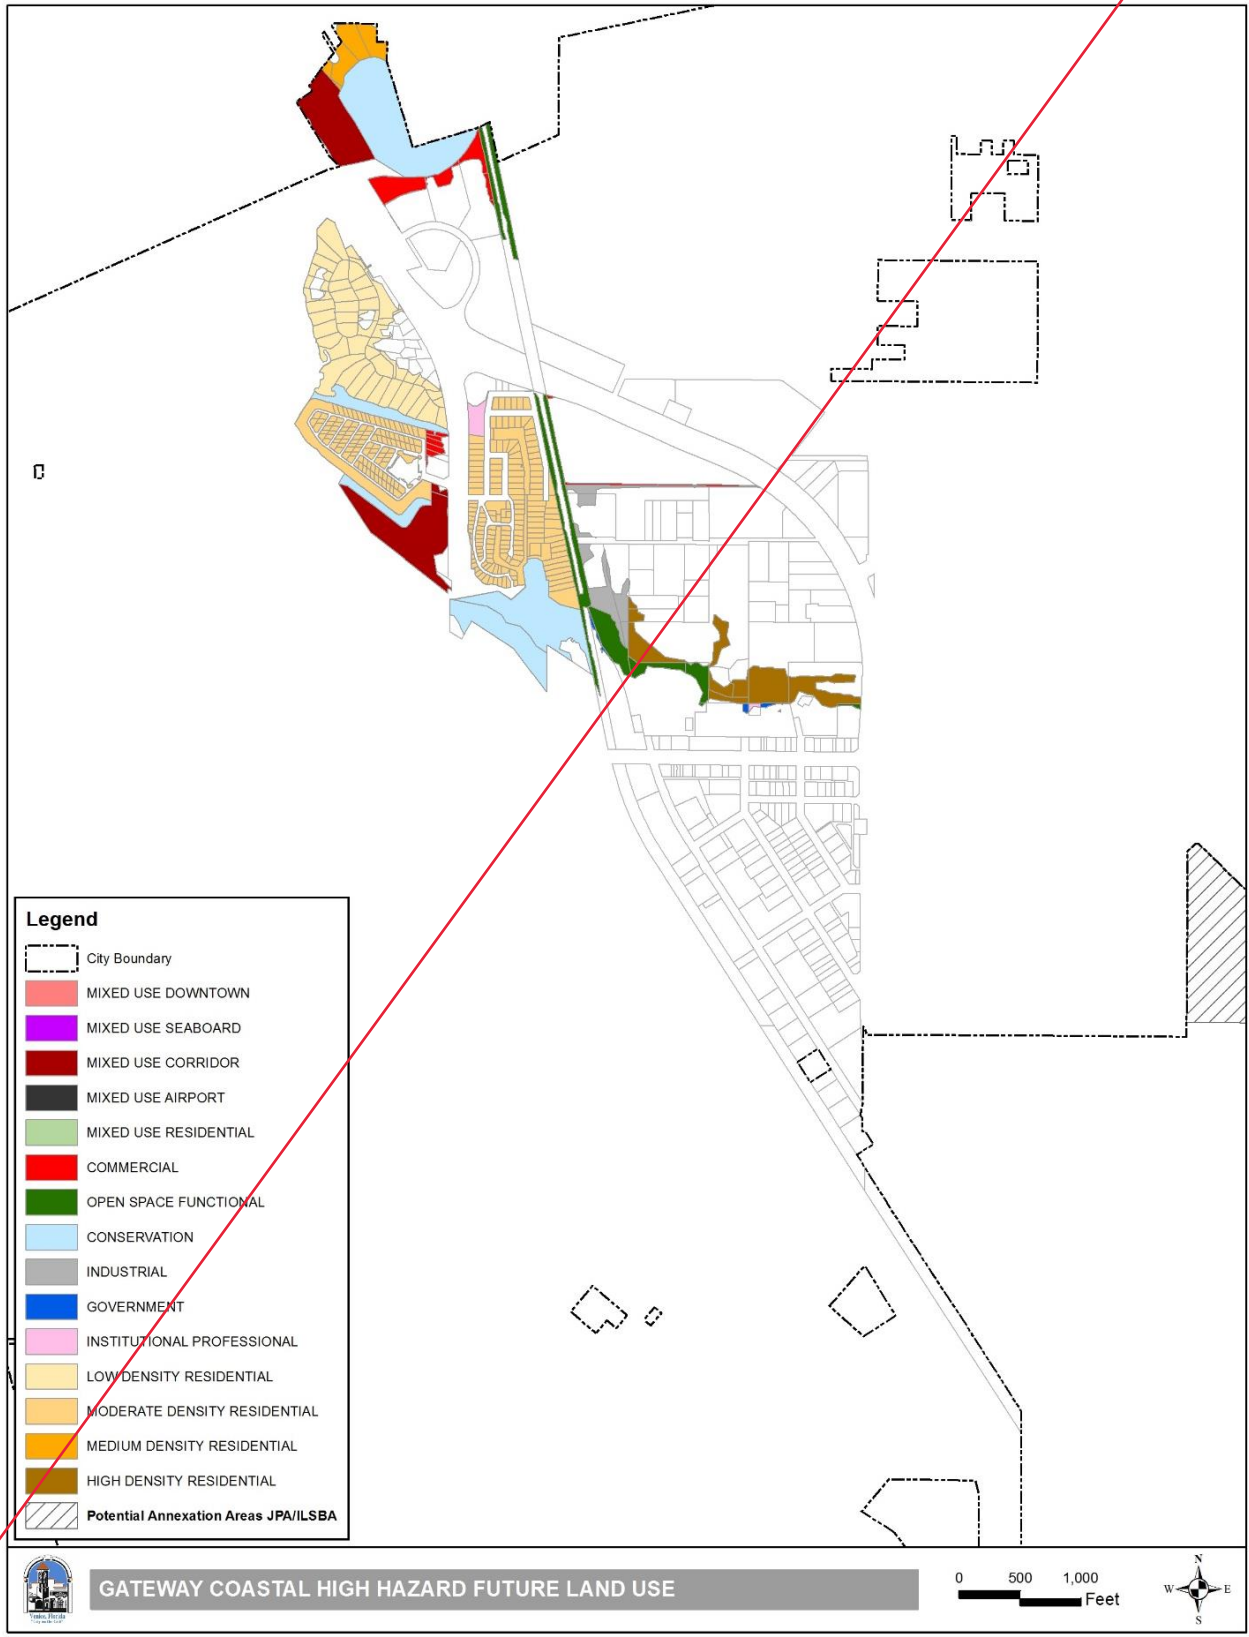 Legend
City Boundary
MIXED USE DOWNTOWN
MIXED USE SEABOARD
MIXED USE CORRIDOR
MIXED USE AIRPORT
MIXED USE RESIDENTIAL
COMMERCIAL
OPEN SPACE FUNCTIONAL
CONSERVATION
INDUSTRIAL
GOVERNMENT
INSTITUTIONAL PROFESSIONAL
LOW DENSITY RESIDENTIAL
MODERATE DENSITY RESIDENTIAL
MEDIUM DENSITY RESIDENTIAL
HIGH DENSITY RESIDENTIAL
Potential Annexation Areas JPA/ILSBA
Venice, Florida
GATEWAY COASTAL HIGH HAZARD FUTURE LAND USE
0 500 1,000
Feet
N
W E
S